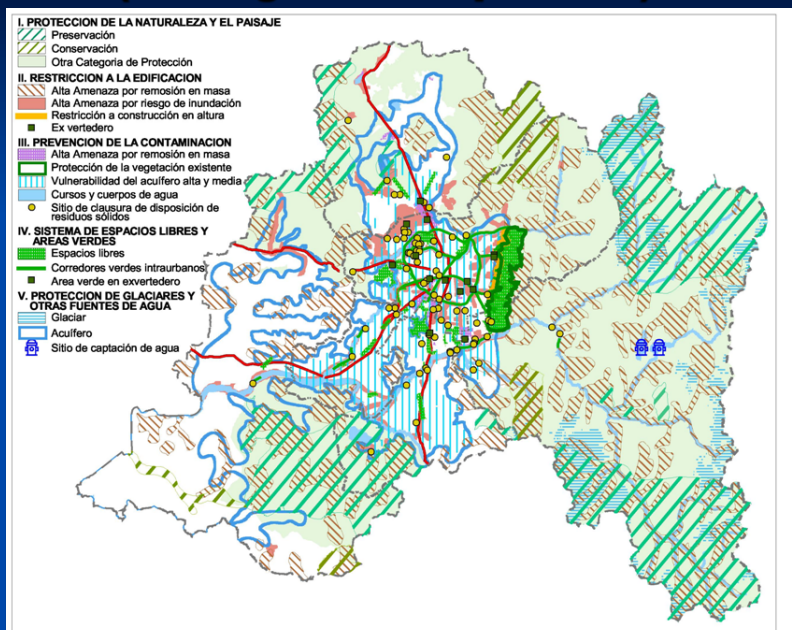 I. PROTECCION DE LA NATURALEZA Y EL PAISAJE
Preservación
Conservación
Otra Categoria de Protección
II. RESTRICCION A LA EDIFICACION
Alta Amenaza por remosión en masa
Alta Amenaza por riesgo de inundación
Restricción a construcción en altura
Ex vertedero
III. PREVENCION DE LA CONTAMINACION
Alta Amenaza por remosión en masa
Protección de la vegetación existente
Vulnerabilidad del acuífero alta y media
Cursos y cuerpos de agua
Sitio de clausura de disposición de
residuos sólidos
IV. SISTEMA DE ESPACIOS LIBRES Y
AREAS VERDES
Espacios libres
Corredores verdes intraurbanos
Area verde en exvertedero
V. PROTECCION DE GLACIARES Y
OTRAS FUENTES DE AGUA
Glaciar
Acuífero
Sitio de captación de agua